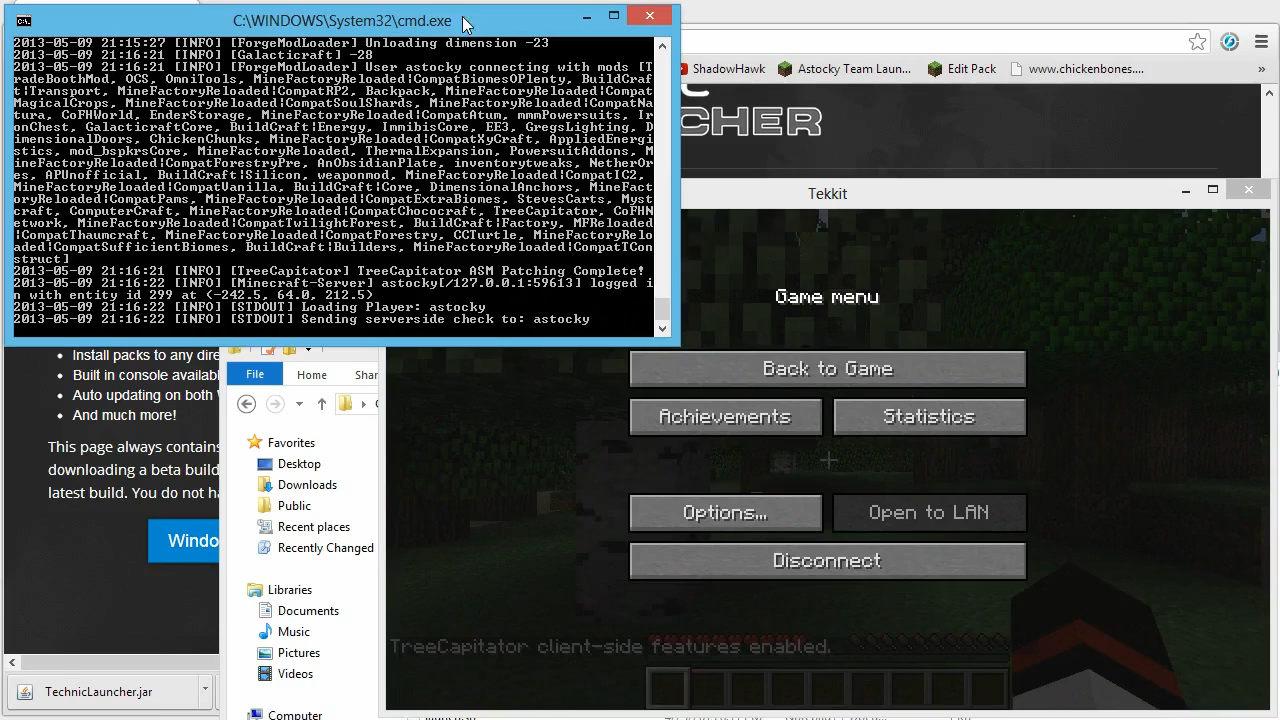 C:\WINDOWS\System32\cmd.exe
2013-05-09 21:15:27 [INFO] [ForgeModLoader] Unloading dimension -23
2013-05-09 21:16:21 [INFO] [Galacticraft] -28
2013-05-09 21:16:21 [INFO] [ForgeModLoader] User astocky connecting with mods [T
radeBoothMod, OCS, OmniTools, MineFactoryReloaded|CompatBiomesOPlenty, BuildCraf
t|Transport, MineFactoryReloaded|CompatRP2, Backpack, MineFactoryReloaded|Compat
MagicalCrops, CoFHWorld, EnderStorage, MineFactoryReloaded|CompatAtum, mmmPowersuits, Ir
onChest, GalacticraftCore, BuildCraft|Energy, ImmibisCore, EE3, GregsLighting, D
imensionalDoors, ChickenChunks, MineFactoryReloaded|CompatXyCraft, AppliedEnergi
stics, mod_JspkrsCore, MineFactoryReloaded, ThermalExpansion, PowersuitAddons, M
ineFactoryReloaded|CompatForestryPre, AnObsidianPlate, inventorytweaks, NetherOr
es, APUnofficial, BuildCraft|Silicon, weaponmod, MineFactoryReloaded|CompatIC2,
MineFactoryReloaded|CompatVanilla, BuildCraft|Core, DimensionalAnchors, MineFact
oryReloaded|CompatPams, MineFactoryReloaded|CompatExtraBiomes, StevesCarts, Myst
craft, ComputerCraft, MineFactoryReloaded|CompatChococraft, TreeCapitator, CoFHN
etwork, MineFactoryReloaded|CompatTwilightForest, BuildCraft|Factory, MFReloaded
|CompatThaumcraft, MineFactoryReloaded|CompatForestry, CCTurtle, MineFactoryRelo
aded|CompatSufficientBiomes, BuildCraft|Builders, MineFactoryReloaded|CompatTCon
struct]
2013-05-09 21:16:21 [INFO] [TreeCapitator] TreeCapitator ASM Patching Complete!
2013-05-09 21:16:21 [INFO] [Minecraft-Server] astocky[/127.0.0.1:59613] logged i
n with entity id 299 at (-242.5, 64.0, 212.5)
2013-05-09 21:16:22 [INFO] [STDOUT] Loading Player: astocky
2013-05-09 21:16:22 [INFO] [STDOUT] Sending serverside check to: astocky
ShadowHawk
Astocky Team Laun...
Edit Pack
www.chickenbones....
»
CHER
Tekkit
Game menu
Back to Game
Achievements
Statistics
Options...
Open to LAN
Disconnect
TreeCapitator client-side features enabled.
• Install packs to any dire
• Built in console availab
• Auto updating on both
• And much more!
This page always contains
downloading a beta build
latest build. You do not ha
Windo
TechnicLauncher.jar
File
Home
Shar
Favorites
Desktop
Downloads
Public
Recent places
Recently Changed
Libraries
Documents
Music
Pictures
Videos
Computer